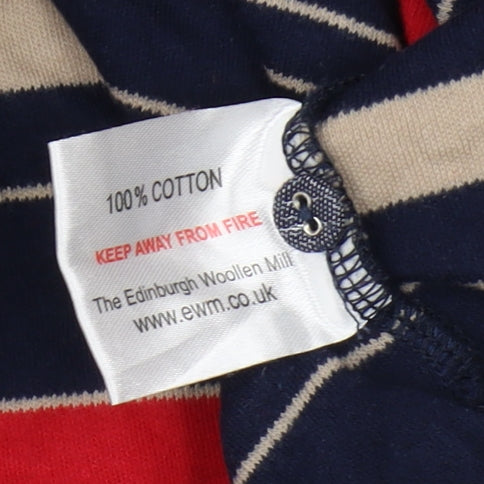 100% COTTON
KEEP AWAY FROM FIRE
The Edinburgh Woollen Mill
www.ewm.co.uk